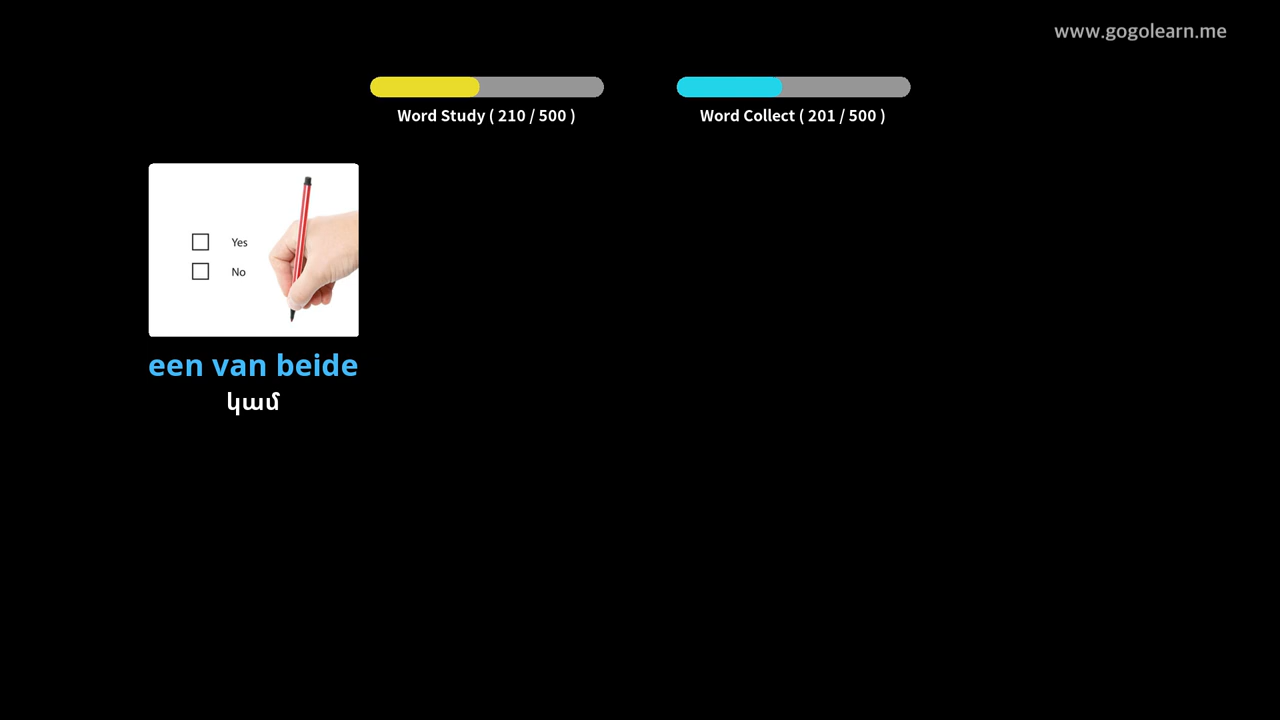 www.gogolearn.me
Word Study ( 210 / 500 )
Word Collect ( 201 / 500 )
Yes
No
een van beide
կամ